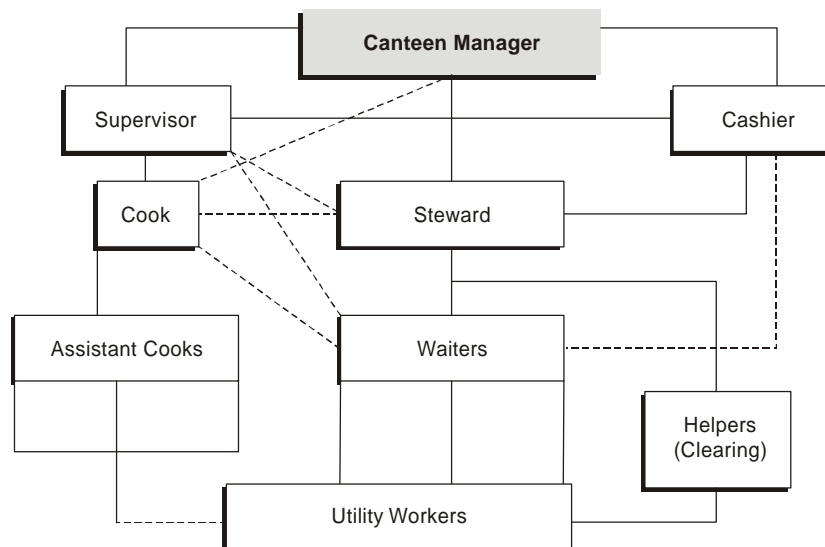 Canteen Manager
Supervisor
Cashier
Cook
Steward
Assistant Cooks
Waiters
Helpers
(Clearing)
Utility Workers